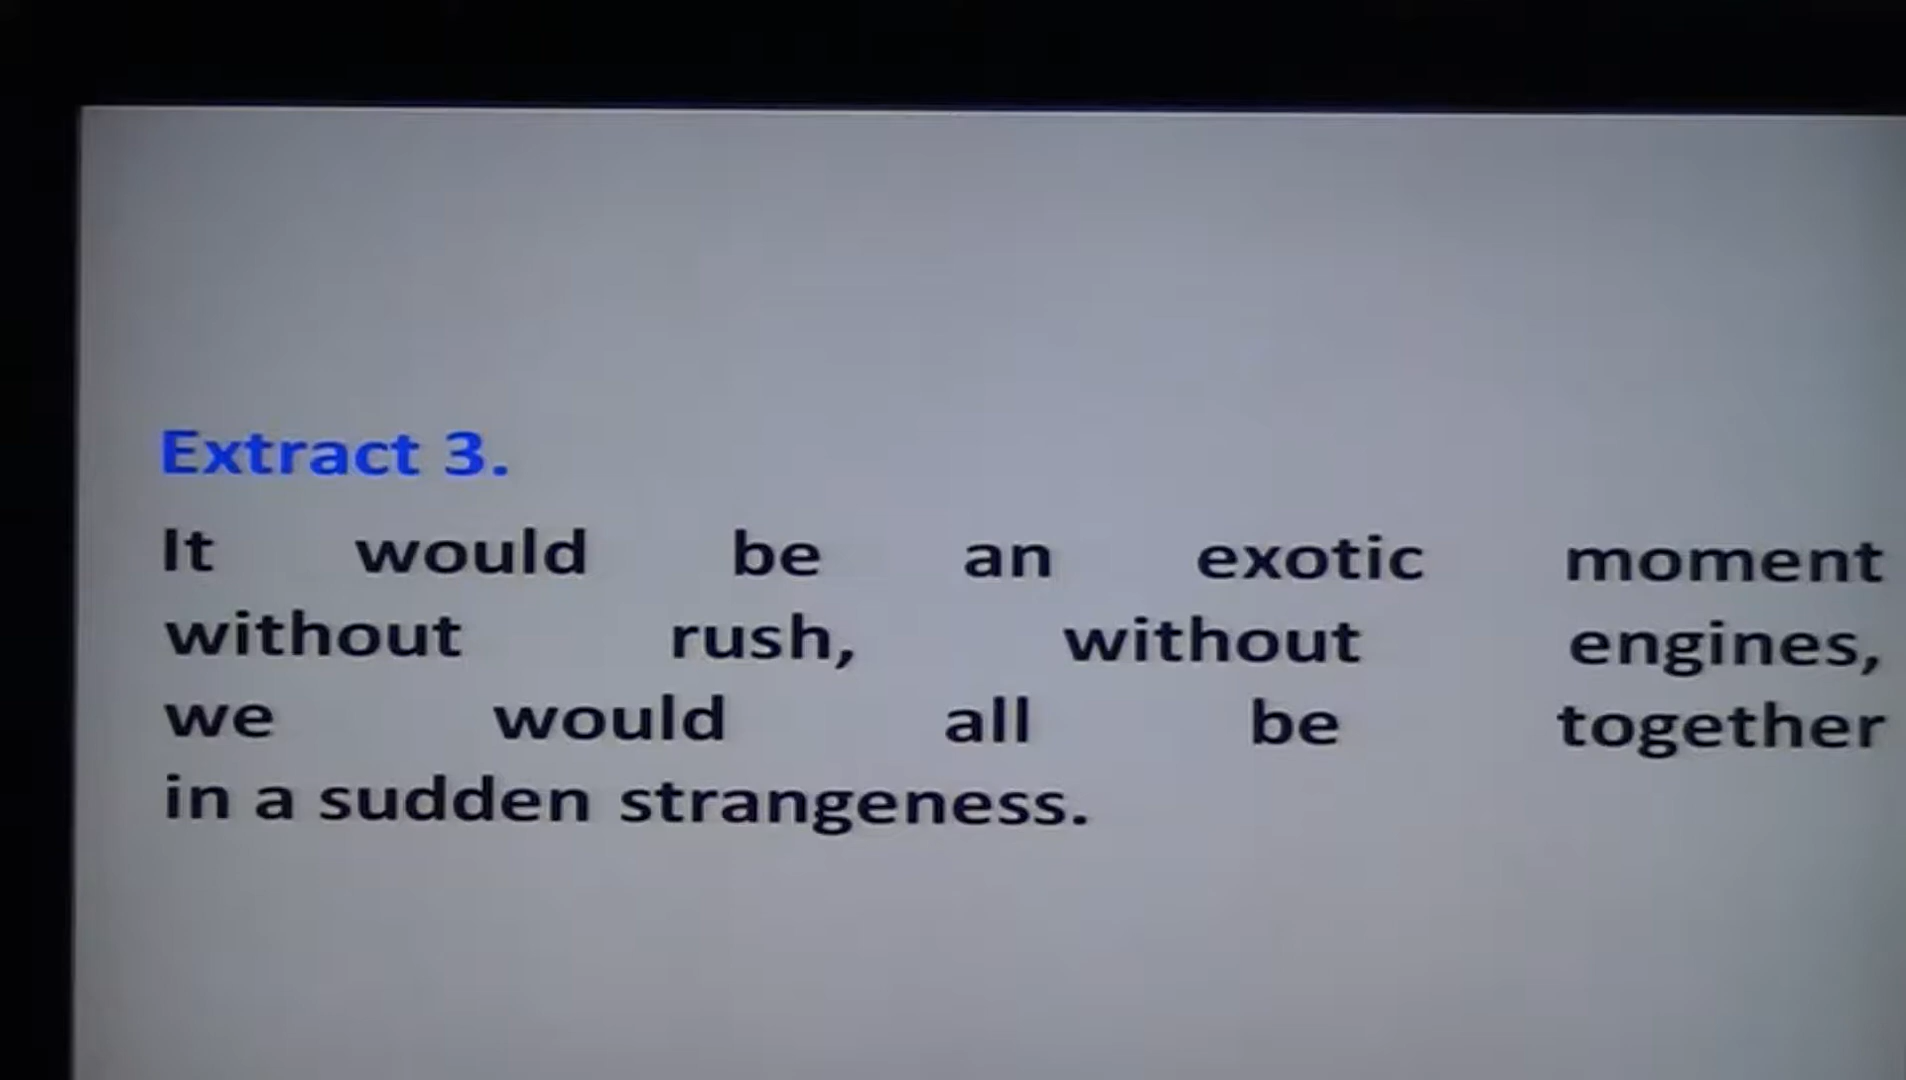 Extract 3.
It would be an exotic moment
without rush, without engines,
we would all be together
in a sudden strangeness.